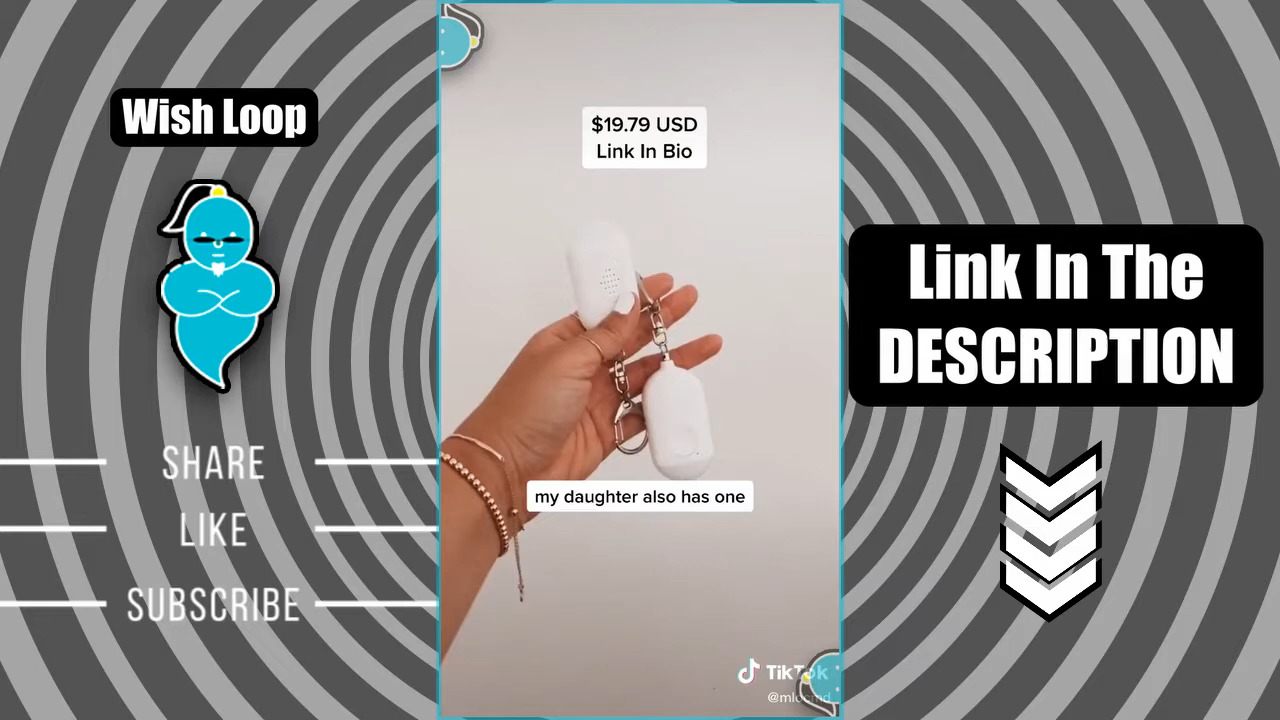 Wish Loop
SHARE
LIKE
SUBSCRIBE
$19.79 USD
Link In Bio
my daughter also has one
TikTok
Link In The
DESCRIPTION